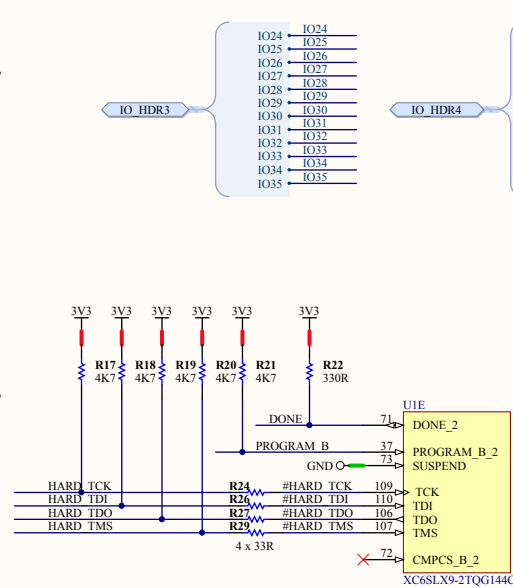 IO24 IO24
IO25 IO25
IO26 IO26
IO27 IO27
IO28 IO28
IO29 IO29
IO_HDR3 IO30 IO30 IO_HDR4
IO31 IO31
IO32 IO32
IO33 IO33
IO34 IO34
IO35 IO35
3V3 3V3 3V3 3V3 3V3 3V3
R17 R18 R19 R20 R21 R22
4K7 4K7 4K7 4K7 4K7 330R
U1E
DONE 71 DONE_2
PROGRAM_B 37 PROGRAM_B_2
GND 73 SUSPEND
HARD_TCK R24 #HARD_TCK 109 TCK
HARD_TDI R26 #HARD_TDI 110 TDI
HARD_TDO R27 #HARD_TDO 106 TDO
HARD_TMS R29 #HARD_TMS 107 TMS
4 x 33R
72 CMPCS_B_2
XC6SLX9-2TQG144C